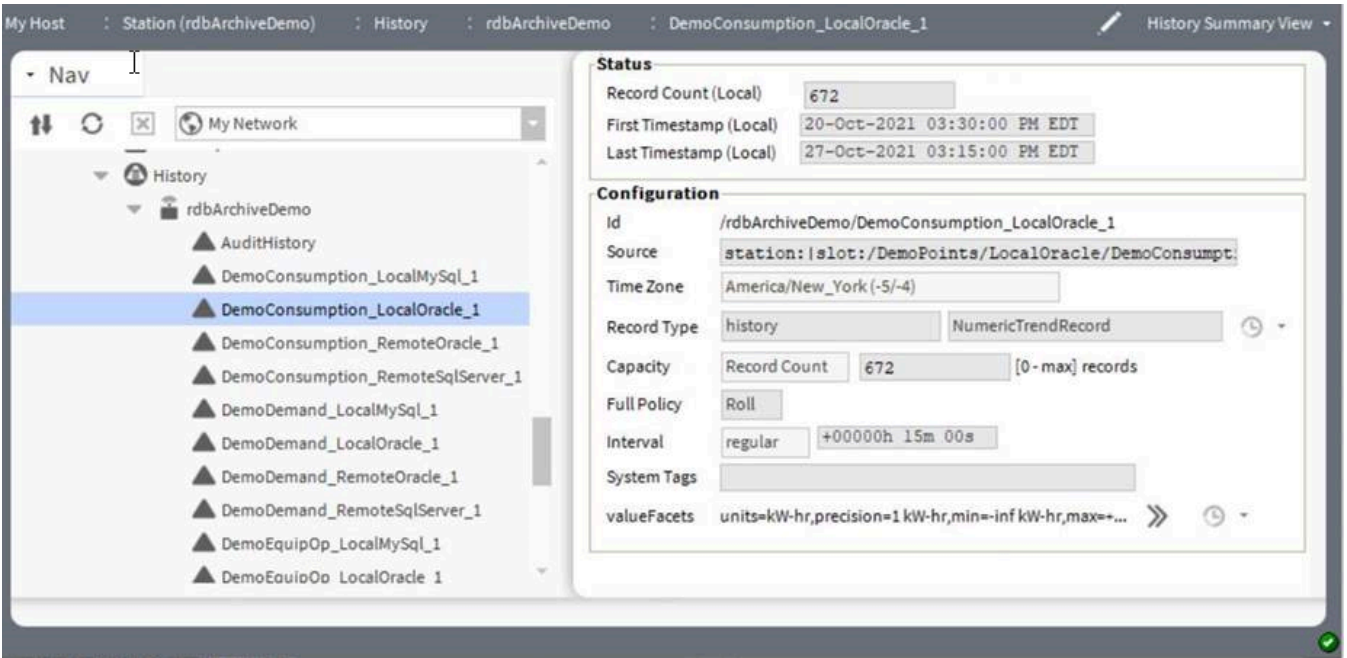 My Host : Station (rdbArchiveDemo) : History : rdbArchiveDemo : DemoConsumption_LocalOracle_1 History Summary View
Nav
My Network
History
rdbArchiveDemo
AuditHistory
DemoConsumption_LocalMySql_1
DemoConsumption_LocalOracle_1
DemoConsumption_RemoteOracle_1
DemoConsumption_RemoteSqlServer_1
DemoDemand_LocalMySql_1
DemoDemand_LocalOracle_1
DemoDemand_RemoteOracle_1
DemoDemand_RemoteSqlServer_1
DemoEquipOp_LocalMySql_1
DemoEquipOp_LocalOracle_1
Status
Record Count (Local) 672
First Timestamp (Local) 20-Oct-2021 03:30:00 PM EDT
Last Timestamp (Local) 27-Oct-2021 03:15:00 PM EDT
Configuration
Id /rdbArchiveDemo/DemoConsumption_LocalOracle_1
Source station:|slot:/DemoPoints/LocalOracle/DemoConsumpt
Time Zone America/New_York (-5/-4)
Record Type history NumericTrendRecord
Capacity Record Count 672 [0 - max] records
Full Policy Roll
Interval regular +00000h 15m 00s
System Tags
valueFacets units=kW-hr,precision=1 kW-hr,min=-inf kW-hr,max=+...